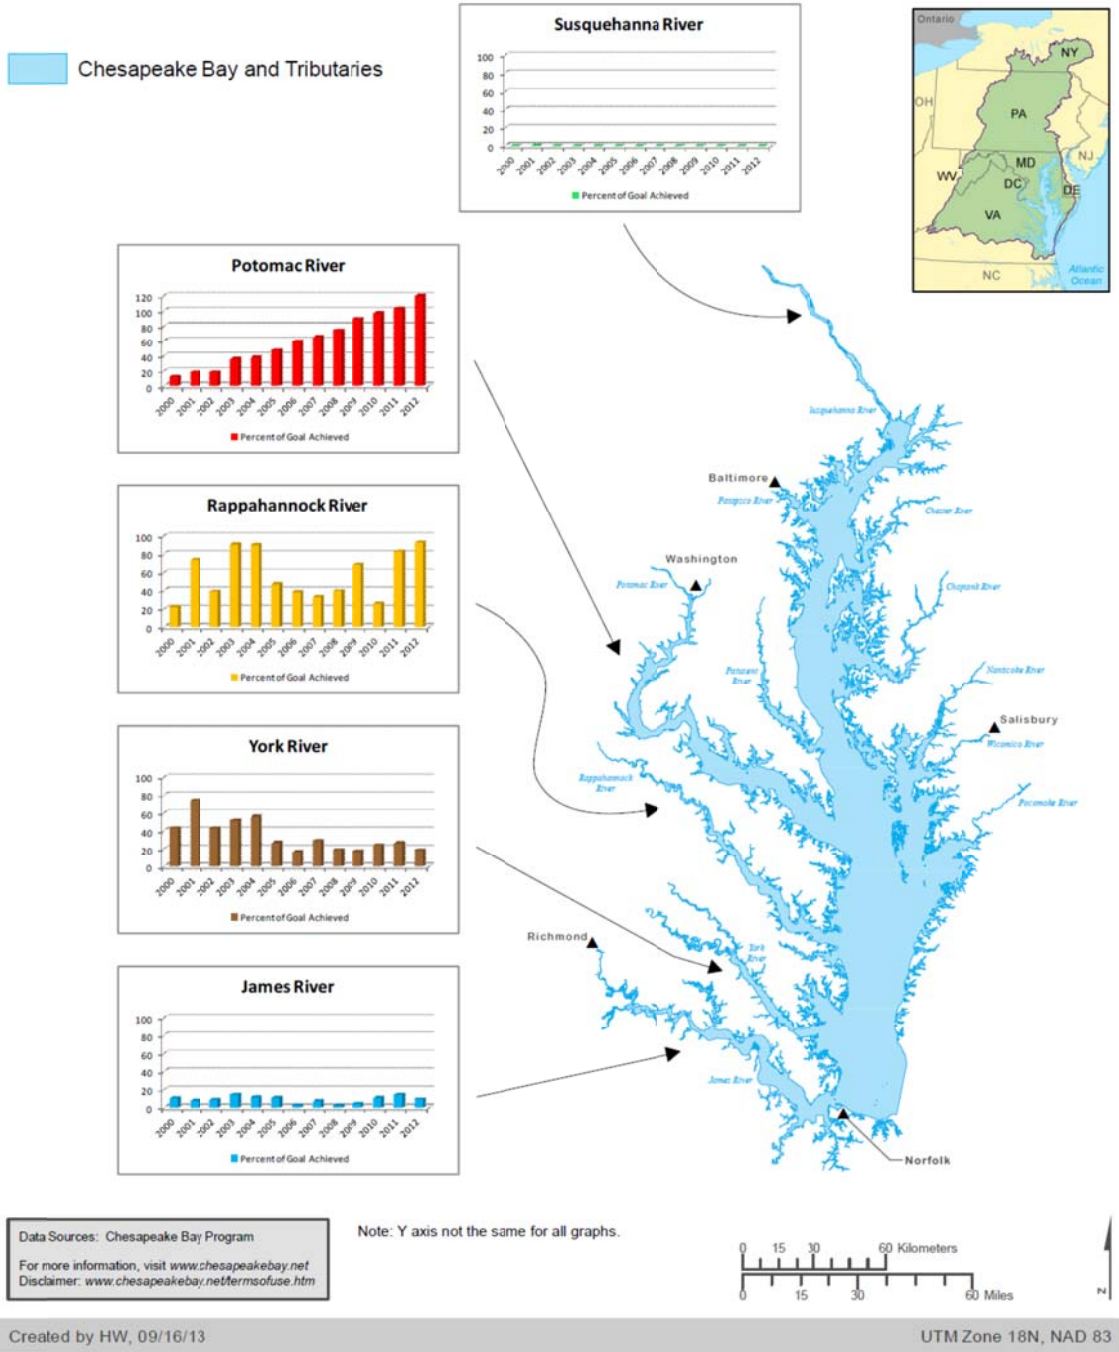 Chesapeake Bay and Tributaries
Susquehanna River
100
80
60
40
20
0
2000 2001 2002 2003 2004 2005 2006 2007 2008 2009 2010 2011 2012
Percent of Goal Achieved
Ontario
NY
OH
PA
NJ
MD
WV
DC
DE
VA
NC
Atlantic
Ocean
Potomac River
120
100
80
60
40
20
0
2000 2001 2002 2003 2004 2005 2006 2007 2008 2009 2010 2011 2012
Percent of Goal Achieved
Rappahannock River
100
80
60
40
20
0
2000 2001 2002 2003 2004 2005 2006 2007 2008 2009 2010 2011 2012
Percent of Goal Achieved
York River
100
80
60
40
20
0
2000 2001 2002 2003 2004 2005 2006 2007 2008 2009 2010 2011 2012
Percent of Goal Achieved
James River
100
80
60
40
20
0
2000 2001 2002 2003 2004 2005 2006 2007 2008 2009 2010 2011 2012
Percent of Goal Achieved
Susquehanna River
Baltimore
Patapsco River
Chester River
Washington
Potomac River
Choptank River
Patuxent
River
Nanticoke River
Salisbury
Wicomico River
Rappahannock
River
Pocomoke River
Richmond
York
River
James River
Norfolk
Data Sources: Chesapeake Bay Program
For more information, visit www.chesapeakebay.net
Disclaimer: www.chesapeakebay.net/termsofuse.htm
Note: Y axis not the same for all graphs.
0 15 30 60 Kilometers
0 15 30 60 Miles
N
Created by HW, 09/16/13
UTM Zone 18N, NAD 83